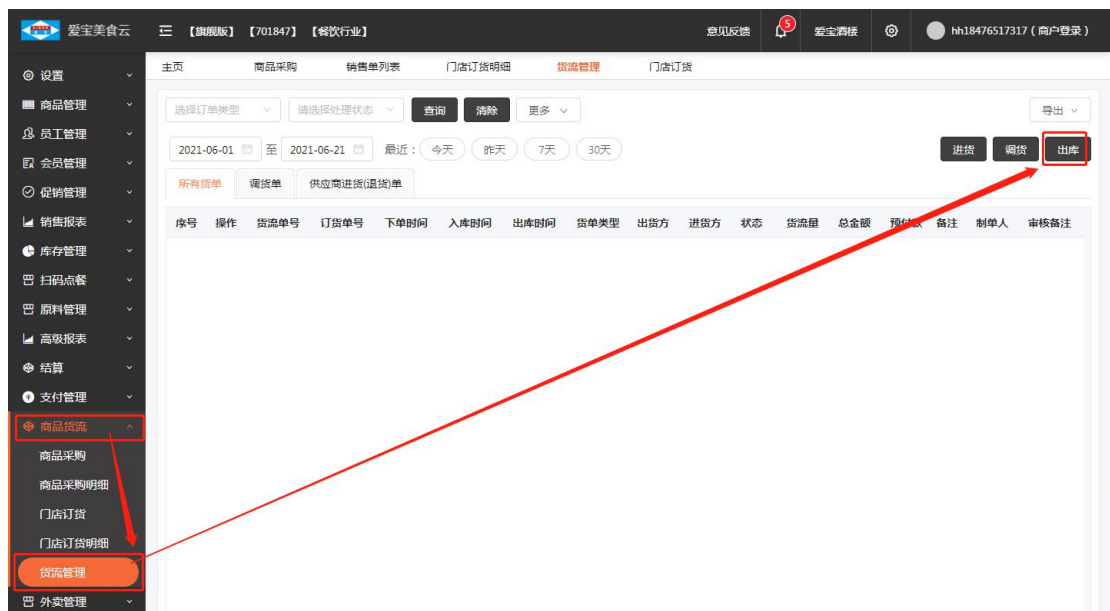 爱宝美食云
【旗舰版】 【701847】 【餐饮行业】 意见反馈 5 爱宝酒楼 hh18476517317 ( 商户登录 )
主页 商品采购 销售单列表 门店订货明细 货流管理 门店订货
选择订单类型 请选择处理状态 查询 清除 更多 导出
2021-06-01 至 2021-06-21 最近 : 今天 昨天 7天 30天 进货 调货 出库
所有货单 调货单 供应商进货(退货)单
序号 操作 货流单号 订货单号 下单时间 入库时间 出库时间 货单类型 出货方 进货方 状态 货流量 总金额 预付款 备注 制单人 审核备注
设置
商品管理
员工管理
会员管理
促销管理
销售报表
库存管理
扫码点餐
原料管理
高级报表
结算
支付管理
商品货流
商品采购
商品采购明细
门店订货
门店订货明细
货流管理
外卖管理